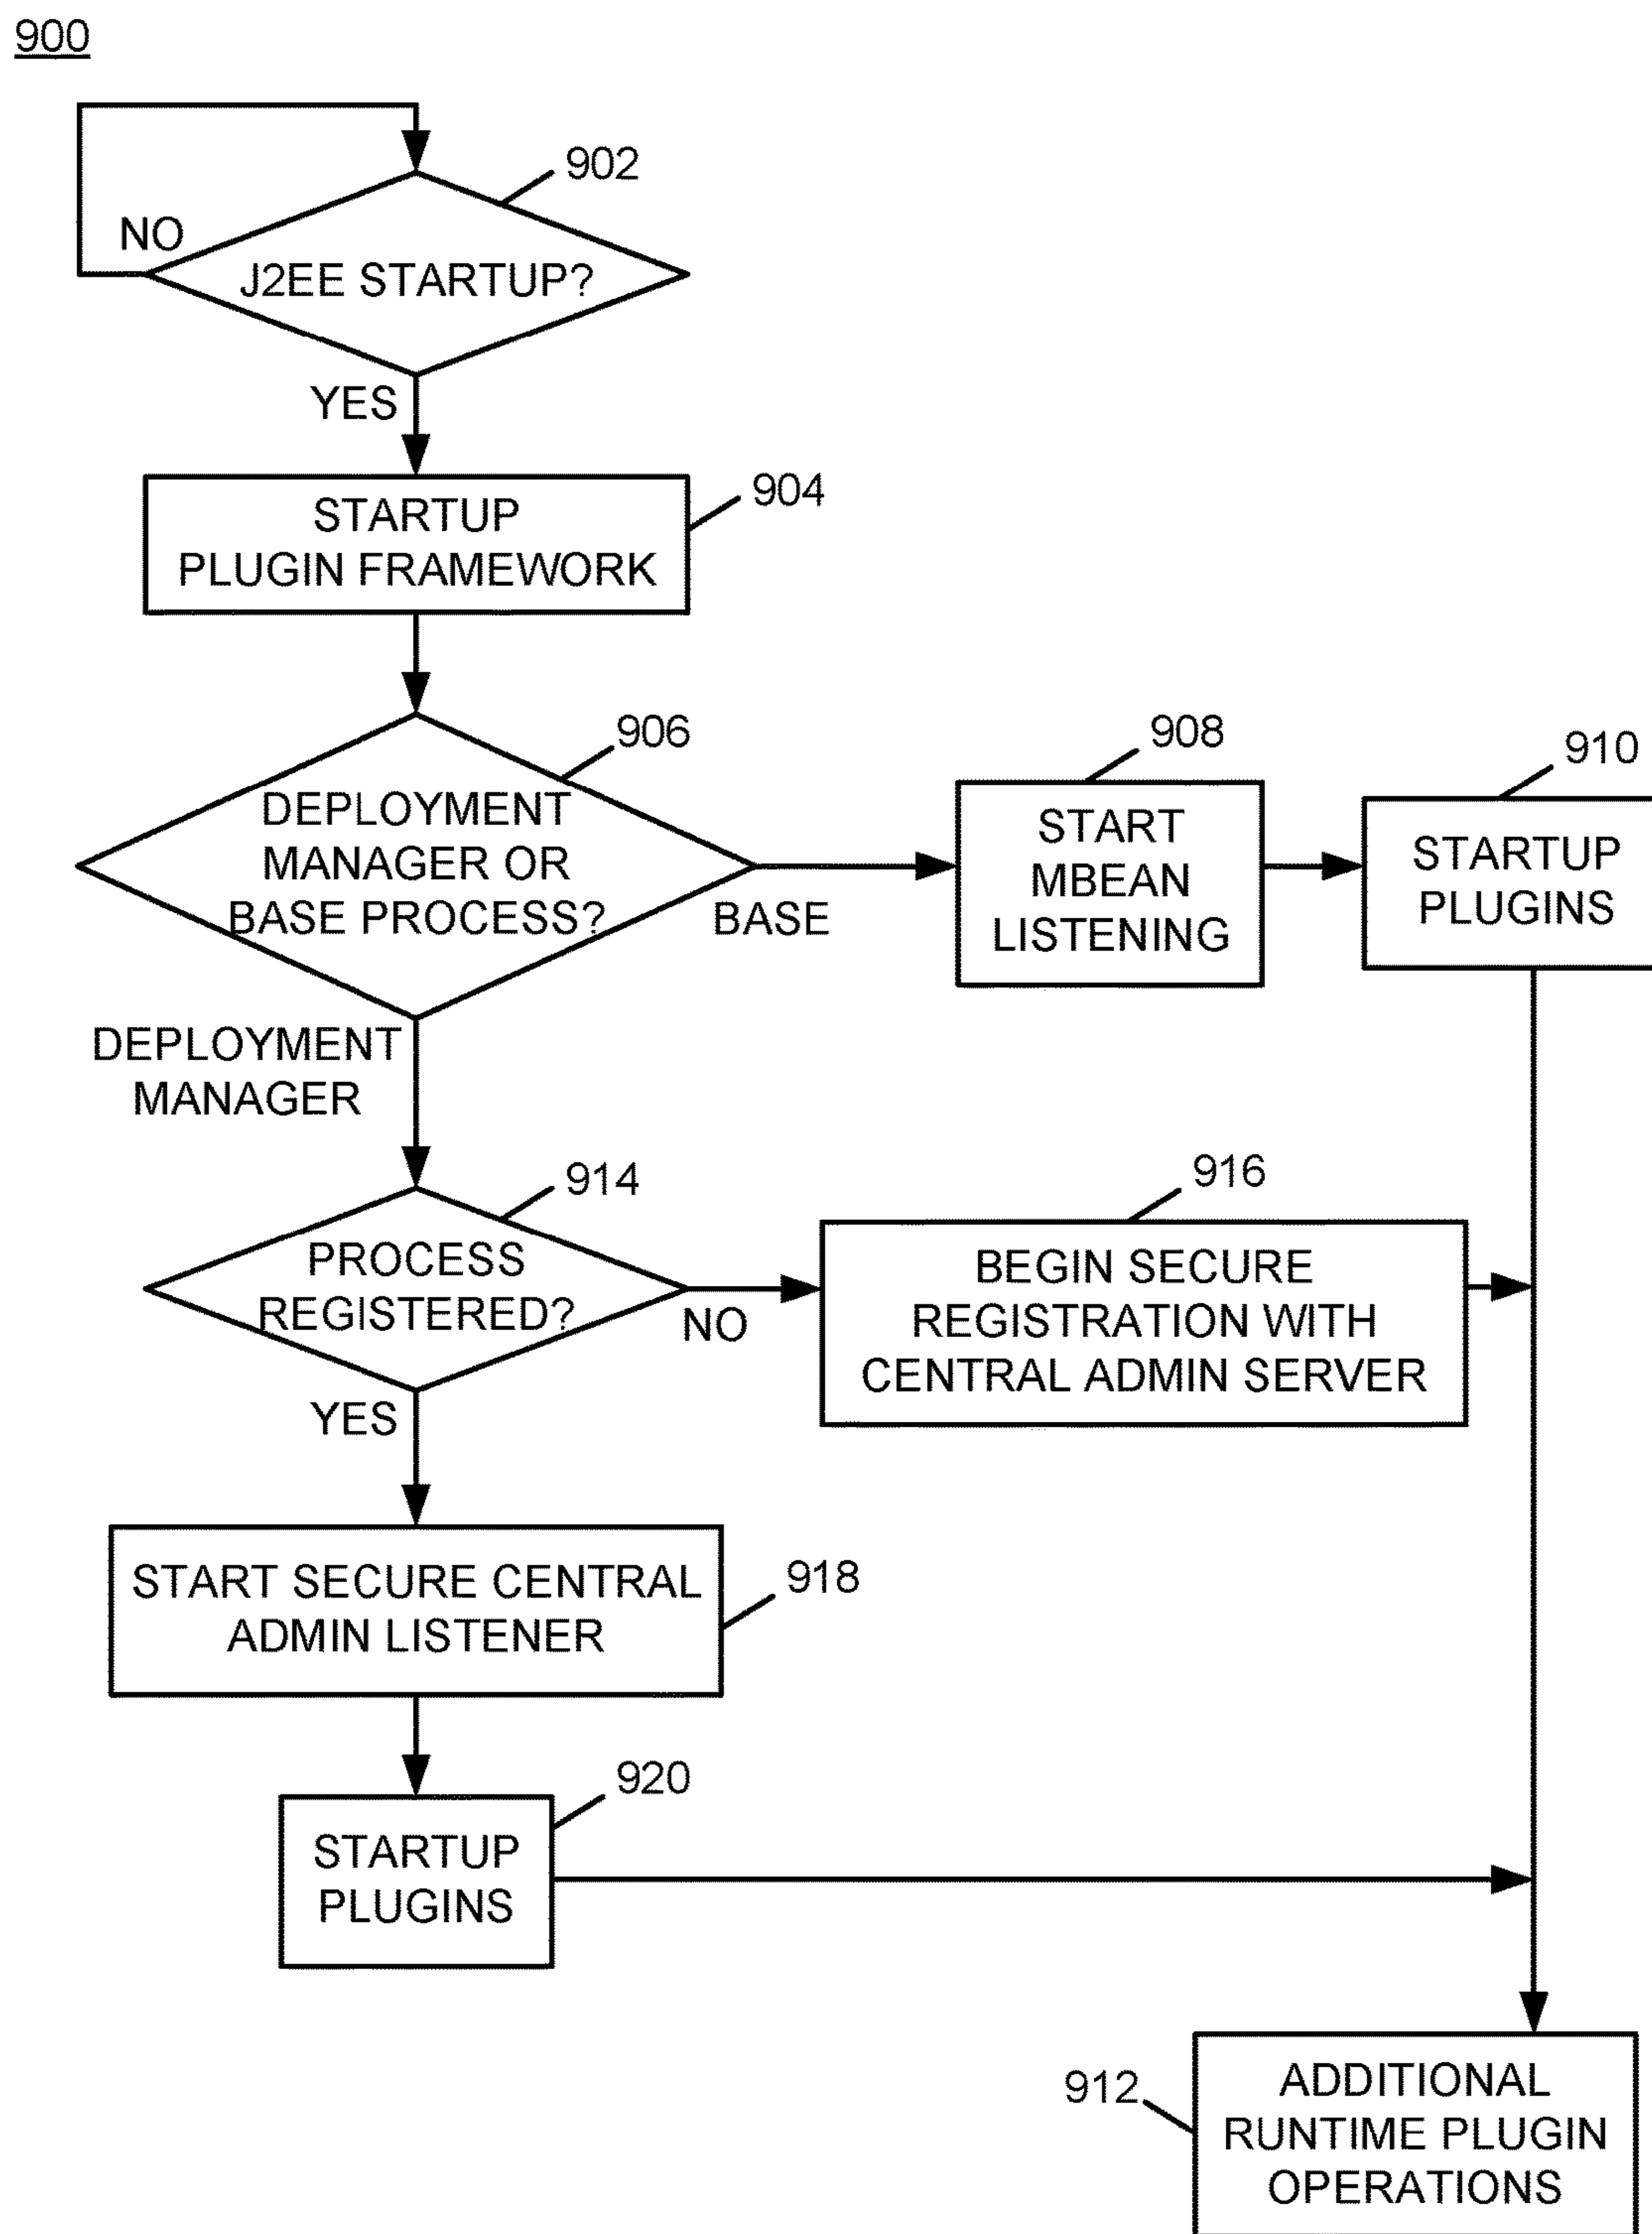 900
902
NO
J2EE STARTUP?
YES
904
STARTUP
PLUGIN FRAMEWORK
906
DEPLOYMENT
MANAGER OR
BASE PROCESS?
BASE
908
START
MBEAN
LISTENING
910
STARTUP
PLUGINS
DEPLOYMENT
MANAGER
914
PROCESS
REGISTERED?
NO
916
BEGIN SECURE
REGISTRATION WITH
CENTRAL ADMIN SERVER
YES
START SECURE CENTRAL
ADMIN LISTENER
918
920
STARTUP
PLUGINS
912
ADDITIONAL
RUNTIME PLUGIN
OPERATIONS